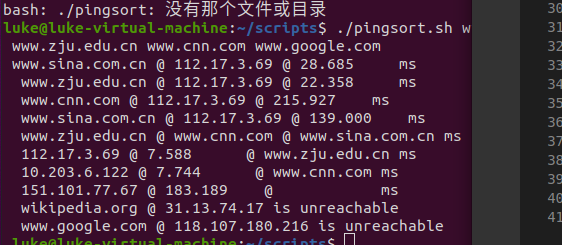 bash: ./pingsort: 没有那个文件或目录
luke@luke-virtual-machine:~/scripts$ ./pingsort.sh w
www.zju.edu.cn www.cnn.com www.google.com
www.sina.com.cn @ 112.17.3.69 @ 28.685 ms
www.zju.edu.cn @ 112.17.3.69 @ 22.358 ms
www.cnn.com @ 112.17.3.69 @ 215.927 ms
www.sina.com.cn @ 112.17.3.69 @ 139.000 ms
www.zju.edu.cn @ www.cnn.com @ www.sina.com.cn ms
112.17.3.69 @ 7.588 @ www.zju.edu.cn ms
10.203.6.122 @ 7.744 @ www.cnn.com ms
151.101.77.67 @ 183.189 @ ms
wikipedia.org @ 31.13.74.17 is unreachable
www.google.com @ 118.107.180.216 is unreachable
luke@luke-virtual-machine:~/scripts$
30
31
32
33
34
35
36
37
38
39
40
41